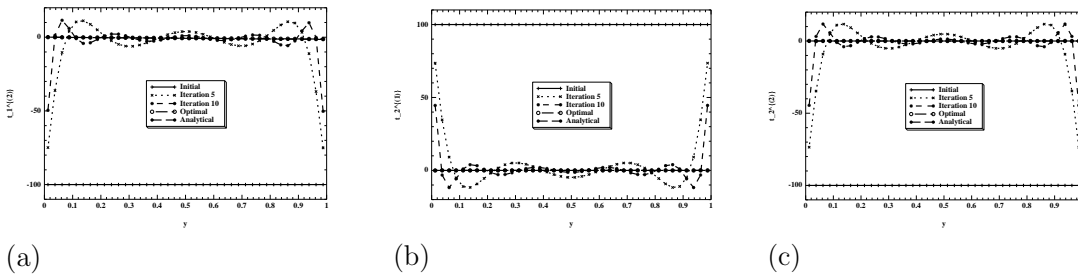 t_1^{(2)}
0
-50
-100
Initial
Iteration 5
Iteration 10
Optimal
Analytical
0 0.1 0.2 0.3 0.4 0.5 0.6 0.7 0.8 0.9 1
y
(a)
t_2^{(1)}
100
50
0
Initial
Iteration 5
Iteration 10
Optimal
Analytical
0 0.1 0.2 0.3 0.4 0.5 0.6 0.7 0.8 0.9 1
y
(b)
t_2^{(2)}
0
-50
-100
Initial
Iteration 5
Iteration 10
Optimal
Analytical
0 0.1 0.2 0.3 0.4 0.5 0.6 0.7 0.8 0.9
y
(c)